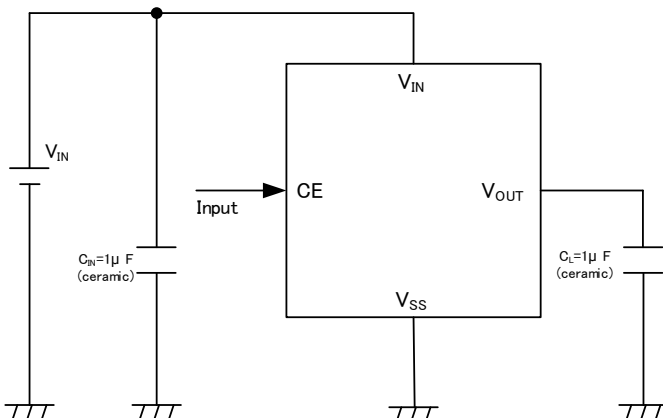 V_IN
V_IN
Input
CE
V_OUT
C_IN=1μ F
(ceramic)
C_L=1μ F
(ceramic)
V_SS